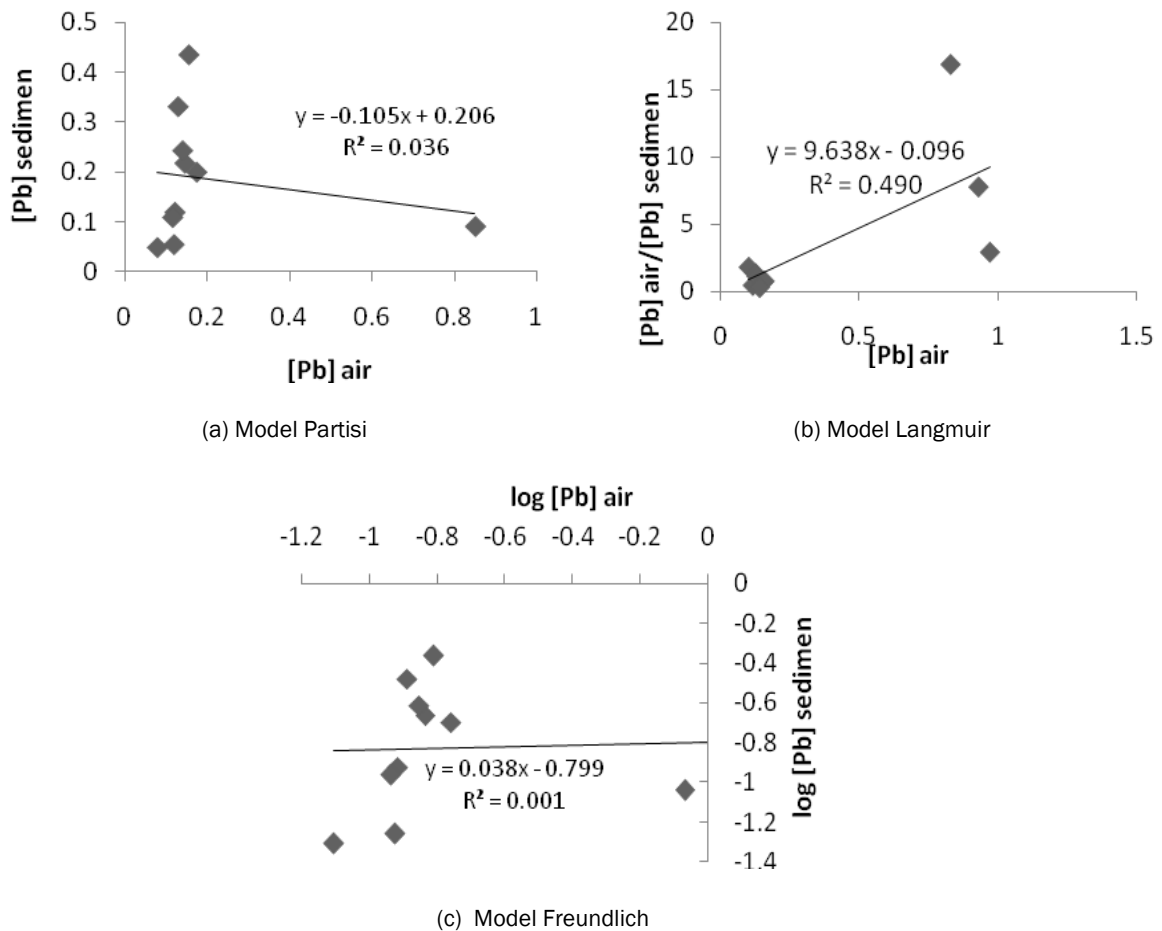 0.5
0.4
0.3
0.2
0.1
0
[Pb] sedimen
y = -0.105x + 0.206
R² = 0.036
0 0.2 0.4 0.6 0.8 1
[Pb] air
(a) Model Partisi
20
15
10
5
0
[Pb] air/[Pb] sedimen
y = 9.638x - 0.096
R² = 0.490
0 0.5 1 1.5
[Pb] air
(b) Model Langmuir
log [Pb] air
-1.2 -1 -0.8 -0.6 -0.4 -0.2 0
0
-0.2
-0.4
-0.6
-0.8
-1
-1.2
-1.4
log [Pb] sedimen
y = 0.038x - 0.799
R² = 0.001
(c) Model Freundlich